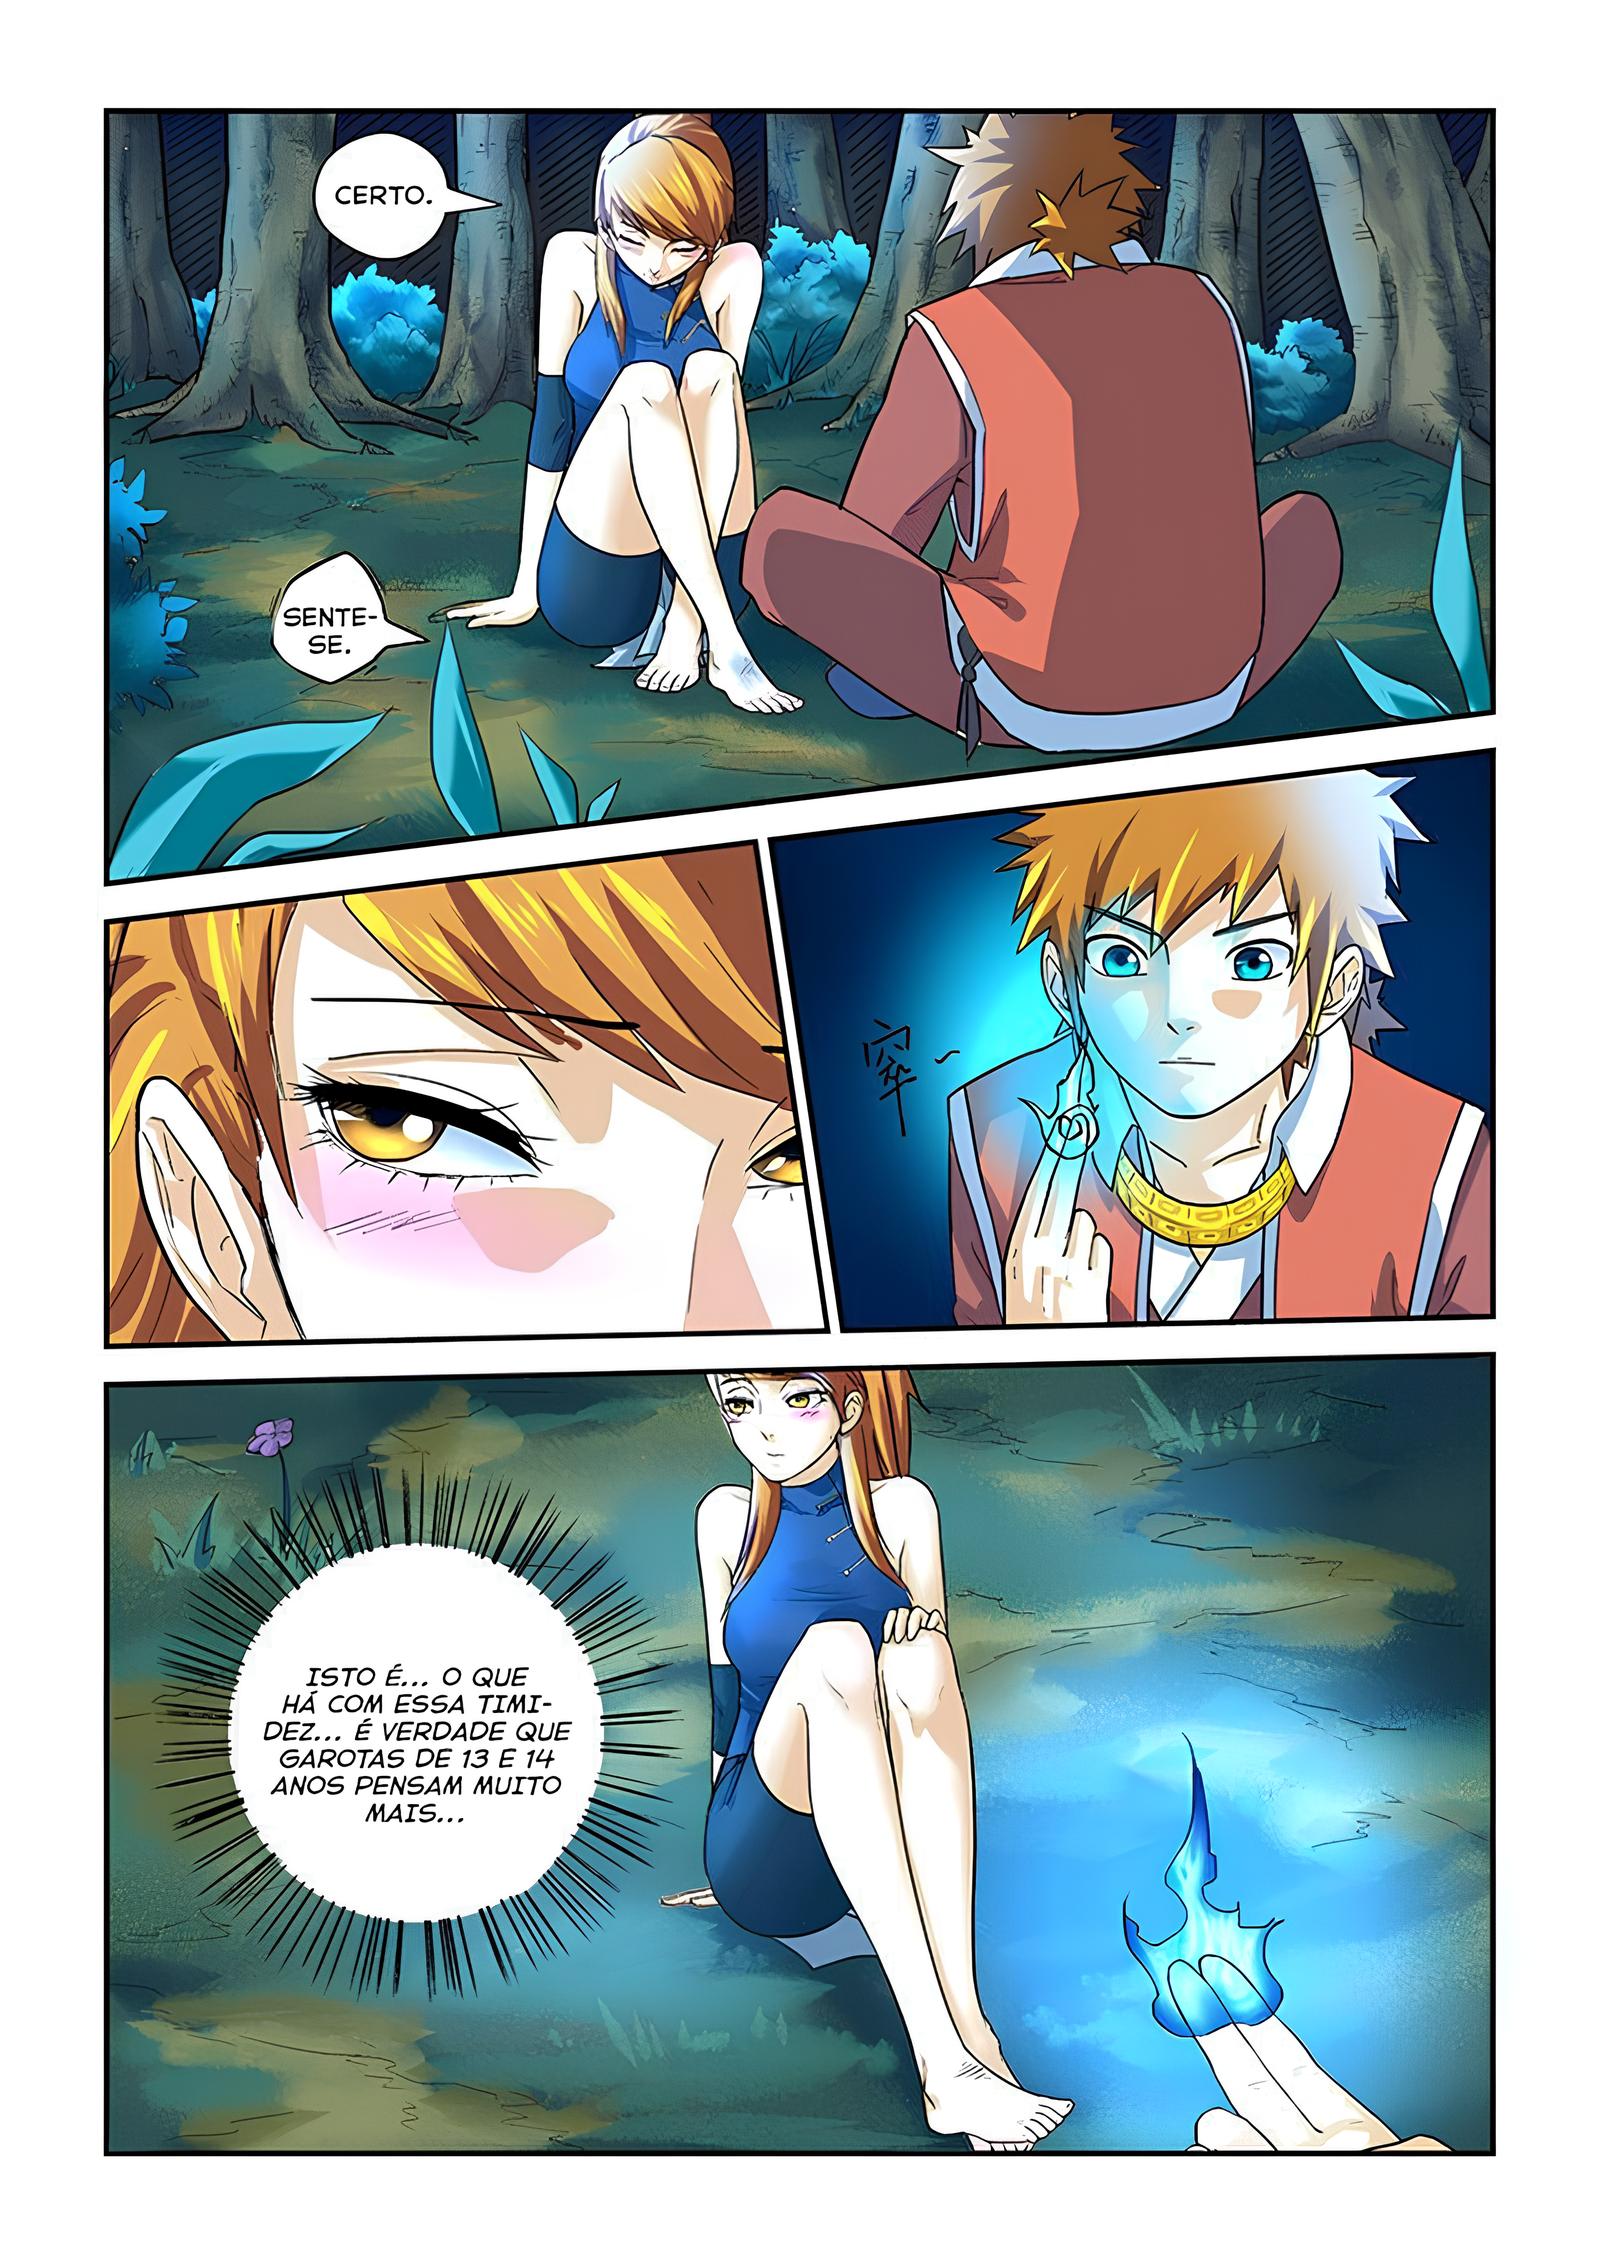 CERTO.
SENTE-
SE.
窣~
ISTO É... O QUE
HÁ COM ESSA TIMI-
DEZ... É VERDADE QUE
GAROTAS DE 13 E 14
ANOS PENSAM MUITO
MAIS...